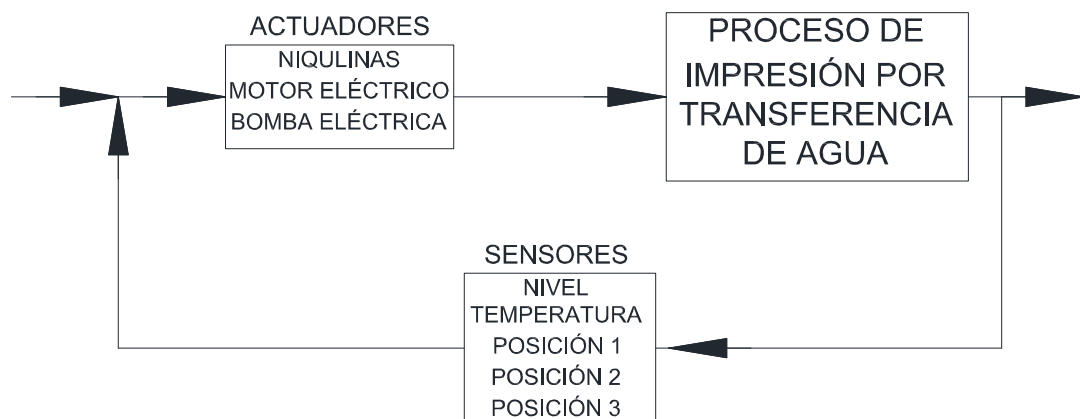 ACTUADORES
NIQULINAS
MOTOR ELÉCTRICO
BOMBA ELÉCTRICA
PROCESO DE
IMPRESIÓN POR
TRANSFERENCIA
DE AGUA
SENSORES
NIVEL
TEMPERATURA
POSICIÓN 1
POSICIÓN 2
POSICIÓN 3